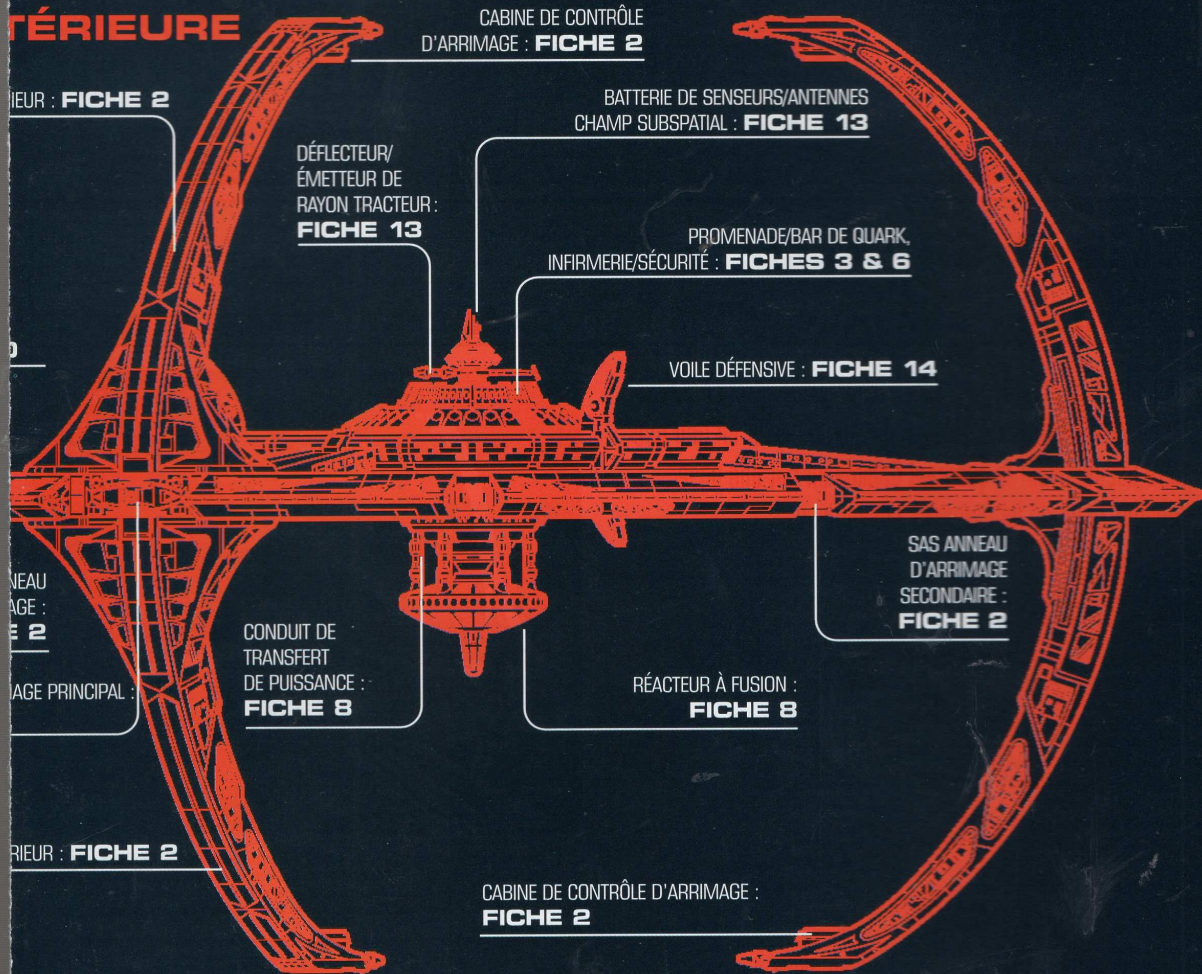 TÉRIEURE
CABINE DE CONTRÔLE
D'ARRIMAGE : FICHE 2
IEUR : FICHE 2
BATTERIE DE SENSEURS/ANTENNES
CHAMP SUBSPATIAL : FICHE 13
DÉFLECTEUR/
ÉMETTEUR DE
RAYON TRACTEUR :
FICHE 13
PROMENADE/BAR DE QUARK,
INFIRMERIE/SÉCURITÉ : FICHES 3 & 6
VOILE DÉFENSIVE : FICHE 14
SAS ANNEAU
D'ARRIMAGE
SECONDAIRE :
FICHE 2
NEAU
AGE :
E 2
CONDUIT DE
TRANSFERT
DE PUISSANCE :
FICHE 8
RÉACTEUR À FUSION :
FICHE 8
AGE PRINCIPAL :
RIEUR : FICHE 2
CABINE DE CONTRÔLE D'ARRIMAGE :
FICHE 2